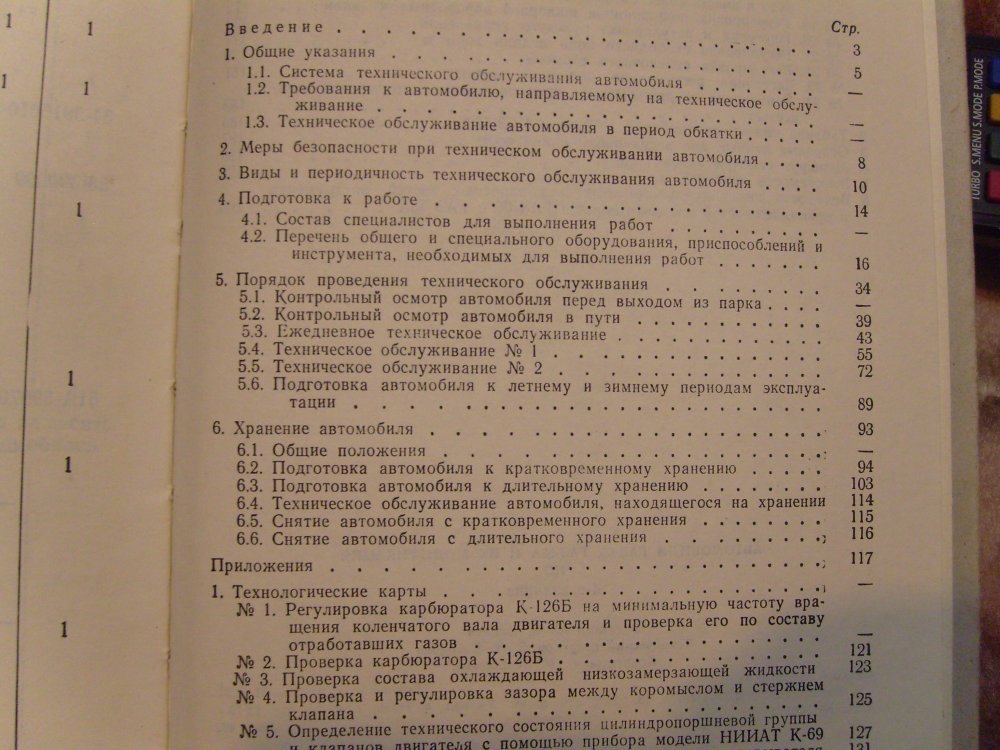 1
1
1
1
1
1
1
1
Стр.
Введение . . . . . . . . . . . . . . . . . . 3
1. Общие указания . . . . . . . . . . . . . . . . 5
1.1. Система технического обслуживания автомобиля . . . . . —
1.2. Требования к автомобилю, направляемому на техническое обслу-
живание . . . . . . . . . . . . . . . . —
1.3. Техническое обслуживание автомобиля в период обкатки . . . . —
2. Меры безопасности при техническом обслуживании автомобиля . . . . 8
3. Виды и периодичность технического обслуживания автомобиля . . . . 10
4. Подготовка к работе . . . . . . . . . . . . . . 14
4.1. Состав специалистов для выполнения работ . . . . . . . —
4.2. Перечень общего и специального оборудования, приспособлений и
инструмента, необходимых для выполнения работ . . . . . . 16
5. Порядок проведения технического обслуживания . . . . . . . 34
5.1. Контрольный осмотр автомобиля перед выходом из парка . . . . —
5.2. Контрольный осмотр автомобиля в пути . . . . . . . . 39
5.3. Ежедневное техническое обслуживание . . . . . . . . . 43
5.4. Техническое обслуживание № 1 . . . . . . . . . . . 55
5.5. Техническое обслуживание № 2 . . . . . . . . . . . 72
5.6. Подготовка автомобиля к летнему и зимнему периодам эксплуа-
тации . . . . . . . . . . . . . . . . . 89
6. Хранение автомобиля . . . . . . . . . . . . . . 93
6.1. Общие положения . . . . . . . . . . . . . . —
6.2. Подготовка автомобиля к кратковременному хранению . . . . 94
6.3. Подготовка автомобиля к длительному хранению . . . . . . 103
6.4. Техническое обслуживание автомобиля, находящегося на хранении 114
6.5. Снятие автомобиля с кратковременного хранения . . . . . . 115
6.6. Снятие автомобиля с длительного хранения . . . . . . . 116
Приложения . . . . . . . . . . . . . . . . . . 117
1. Технологические карты . . . . . . . . . . . . . . —
№ 1. Регулировка карбюратора К-126Б на минимальную частоту вра-
щения коленчатого вала двигателя и проверка его по составу
отработавших газов . . . . . . . . . . . . . —
№ 2. Проверка карбюратора К-126Б . . . . . . . . . . 121
№ 3. Проверка состава охлаждающей низкозамерзающей жидкости 123
№ 4. Проверка и регулировка зазора между коромыслом и стержнем
клапана . . . . . . . . . . . . . . . . 125
№ 5. Определение технического состояния цилиндропоршневой группы
и клапанов двигателя с помощью прибора модели НИИАТ К-69 127
TURBO S.MENU S.MODE P.MODE